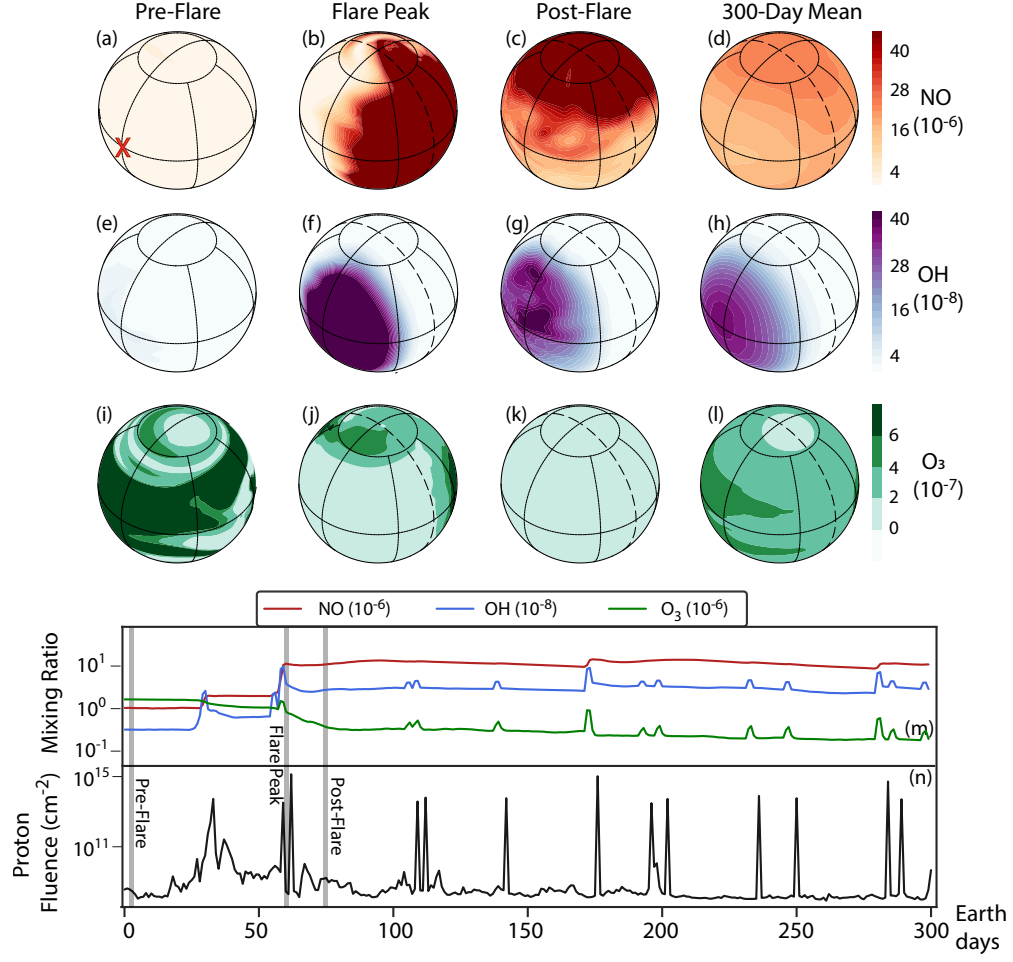 Pre-Flare Flare Peak Post-Flare 300-Day Mean
(a) (b) (c) (d)
X
40
28
16
4
NO
(10⁻⁶)
(e) (f) (g) (h)
40
28
16
4
OH
(10⁻⁸)
(i) (j) (k) (l)
6
4
2
0
O₃
(10⁻⁷)
NO (10⁻⁶) OH (10⁻⁸) O₃ (10⁻⁶)
Mixing Ratio
10¹
10⁰
10⁻¹
(m)
Proton
Fluence (cm⁻²)
10¹⁵
10¹¹
(n)
Pre-Flare
Flare Peak
Post-Flare
0 50 100 150 200 250 300
Earth
days